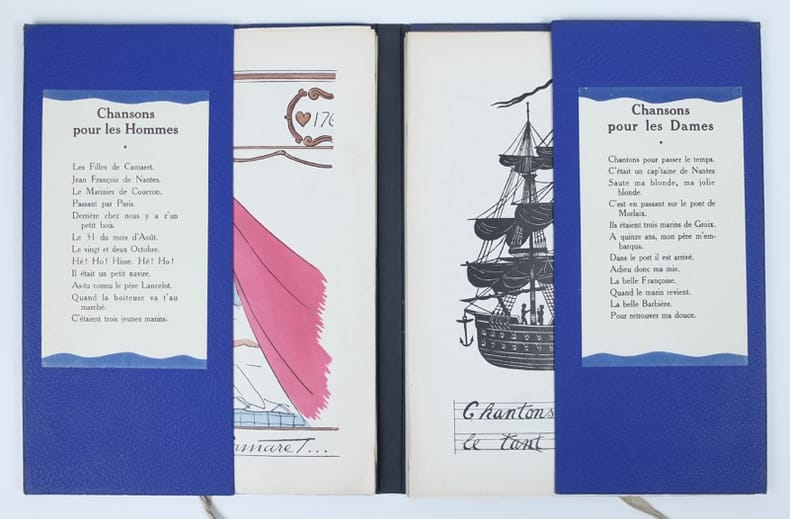 Chansons
pour les Hommes
Les Filles de Camaret.
Jean François de Nantes.
Le Marinier de Coueron.
Passant par Paris.
Derrière chez nous y a z'un
petit bois.
Le 31 du mois d'Août.
Le vingt et deux Octobre.
Hé! Ho! Hisse. Hé! Ho!
Il était un petit navire.
As-tu connu le père Lancelot.
Quand la boiteuse va t'au
marché.
C'étaient trois jeunes marins.
176
amaret...
Chantons
le tant
Chansons
pour les Dames
Chantons pour passer le temps.
C'était un cap'taine de Nantes
Saute ma blonde, ma jolie
blonde.
C'est en passant sur le pont de
Morlaix.
Ils étaient trois marins de Groix.
A quinze ans, mon père m'em-
barqua.
Dans le port il est arrivé.
Adieu donc ma mie.
La belle Françoise.
Quand le marin revient.
La belle Barbière.
Pour retrouver ma douce.